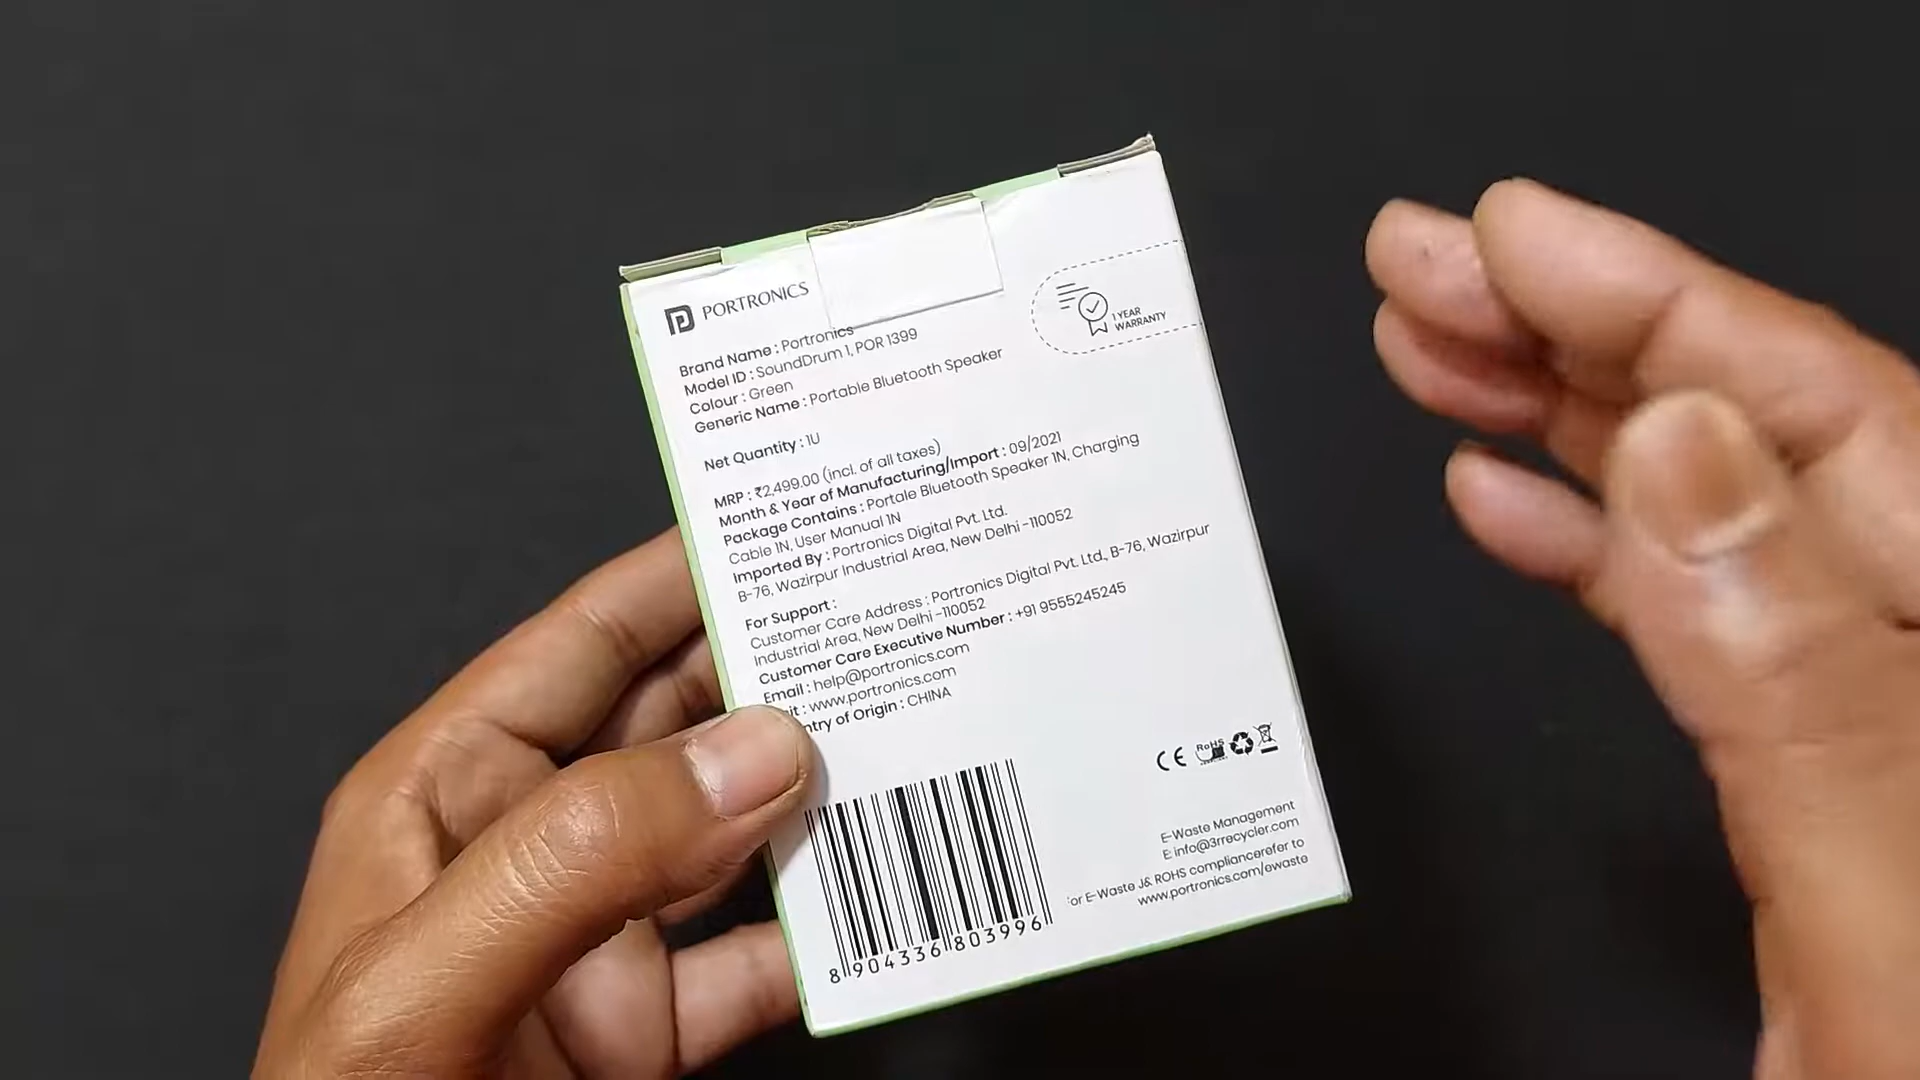 PORTRONICS
1 YEAR
WARRANTY
Brand Name : Portronics
Model ID : SoundDrum 1, POR 1399
Colour : Green
Generic Name : Portable Bluetooth Speaker
Net Quantity : 1U
MRP : ₹2,499.00 (incl. of all taxes)
Month & Year of Manufacturing/Import : 09/2021
Package Contains : Portale Bluetooth Speaker 1N, Charging
Cable 1N, User Manual 1N
Imported By : Portronics Digital Pvt. Ltd.
B-76, Wazirpur Industrial Area, New Delhi -110052
For Support :
Customer Care Address : Portronics Digital Pvt. Ltd., B-76, Wazirpur
Industrial Area, New Delhi -110052
Customer Care Executive Number : +91 9555245245
Email : help@portronics.com
it : www.portronics.com
ntry of Origin : CHINA
CE RoHS
E-Waste Management
E: info@3rrecycler.com
or E-Waste J& ROHS compliancerefer to
www.portronics.com/ewaste
8 904336 803996